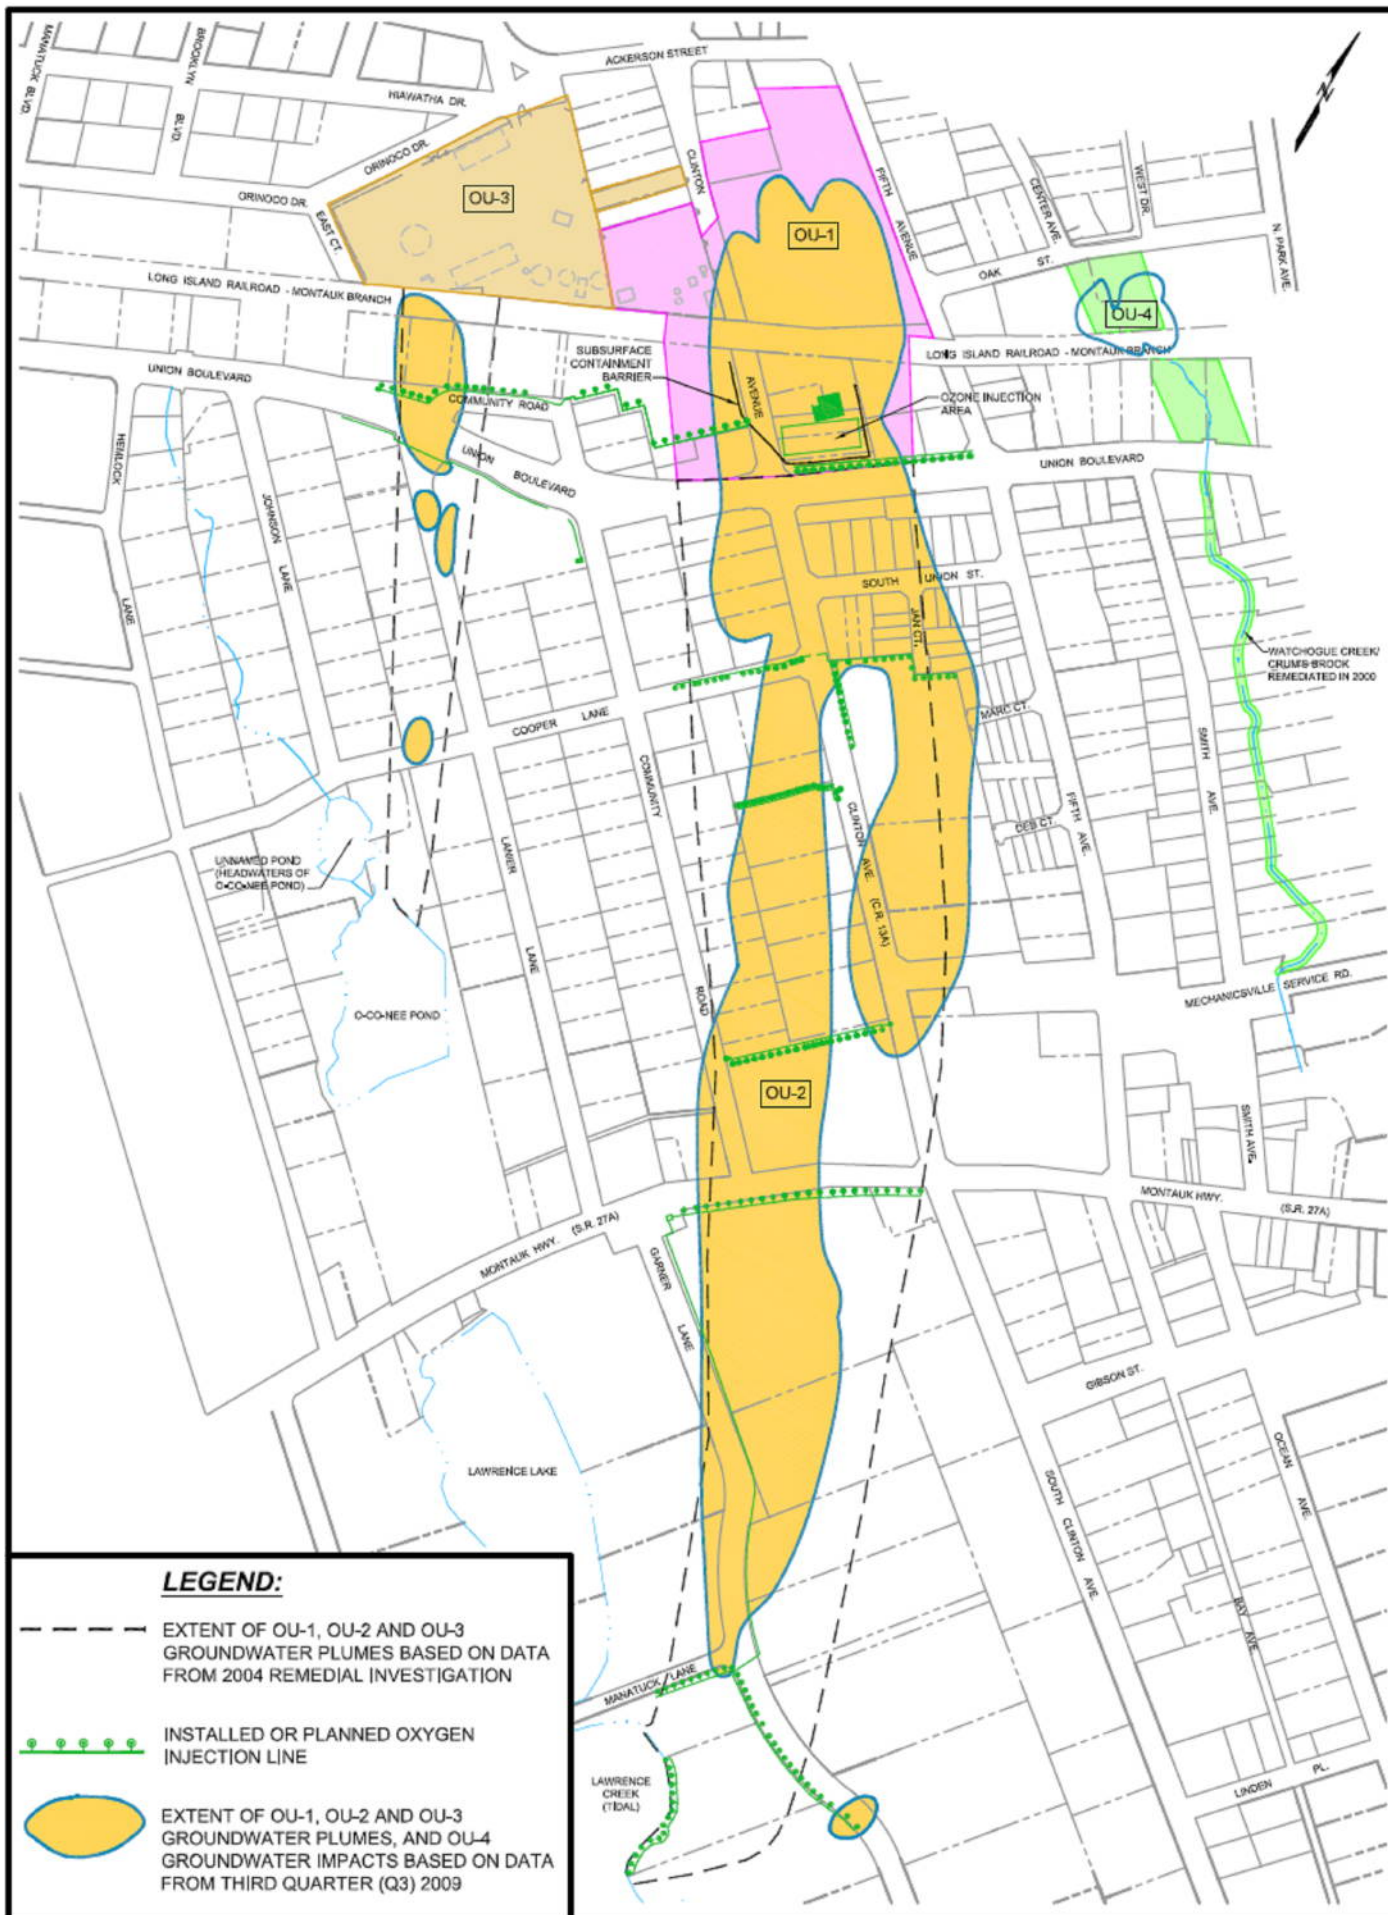 ACKERSON STREET
MANATUCK BLVD.
BROOKLYN
BLVD.
HIAWATHA DR.
ORINOCO DR.
ORINOCO DR.
EAST CT.
OU-3
CLINTON
OU-1
FIFTH
AVENUE
CENTER AVE.
WEST DR.
N. PARK AVE.
N
OAK ST.
OU-4
LONG ISLAND RAILROAD - MONTAUK BRANCH
LONG ISLAND RAILROAD - MONTAUK BRANCH
SUBSURFACE
CONTAINMENT
BARRIER
AVENUE
OZONE INJECTION
AREA
UNION BOULEVARD
COMMUNITY ROAD
UNION BOULEVARD
UNION BOULEVARD
HEMLOCK
LANE
JOHNSON
LANE
SOUTH UNION ST.
JAN CT.
WATCHOGUE CREEK/
CRUM'S BROOK
REMEDIATED IN 2000
MARC CT.
COOPER LANE
COMMUNITY
ROAD
SMITH
AVE.
FIFTH AVE.
DEB CT.
CLINTON AVE. (C.R. 13A)
LANIER
LANE
UNNAMED POND
(HEADWATERS OF
O-CO-NEE POND)
O-CO-NEE POND
MECHANICSVILLE SERVICE RD.
OU-2
SMITH AVE.
MONTAUK HWY.
(S.R. 27A)
MONTAUK HWY. (S.R. 27A)
GARNER
LANE
GIBSON ST.
LAWRENCE LAKE
SOUTH CLINTON AVE.
OCEAN AVE.
BAY AVE.
MANATUCK LANE
LAWRENCE
CREEK
(TIDAL)
LINDEN PL.
LEGEND:
EXTENT OF OU-1, OU-2 AND OU-3
GROUNDWATER PLUMES BASED ON DATA
FROM 2004 REMEDIAL INVESTIGATION
INSTALLED OR PLANNED OXYGEN
INJECTION LINE
EXTENT OF OU-1, OU-2 AND OU-3
GROUNDWATER PLUMES, AND OU-4
GROUNDWATER IMPACTS BASED ON DATA
FROM THIRD QUARTER (Q3) 2009